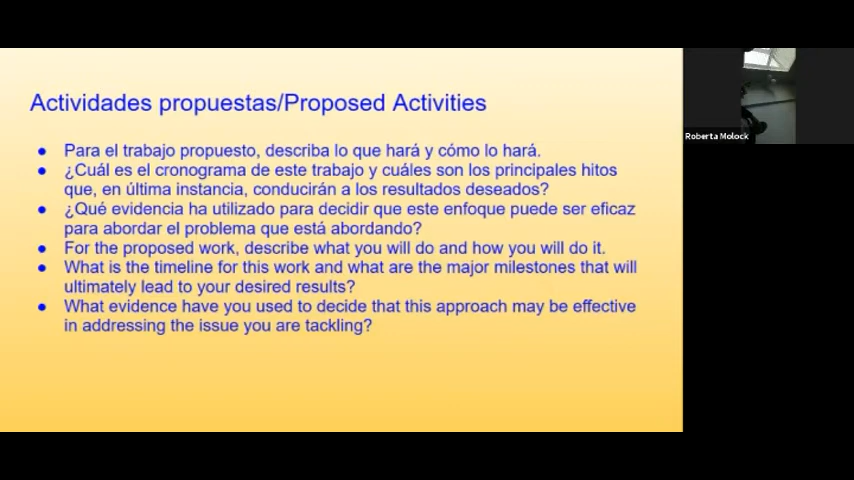 Actividades propuestas/Proposed Activities
● Para el trabajo propuesto, describa lo que hará y cómo lo hará.
● ¿Cuál es el cronograma de este trabajo y cuáles son los principales hitos
que, en última instancia, conducirán a los resultados deseados?
● ¿Qué evidencia ha utilizado para decidir que este enfoque puede ser eficaz
para abordar el problema que está abordando?
● For the proposed work, describe what you will do and how you will do it.
● What is the timeline for this work and what are the major milestones that will
ultimately lead to your desired results?
● What evidence have you used to decide that this approach may be effective
in addressing the issue you are tackling?
Roberta Molock